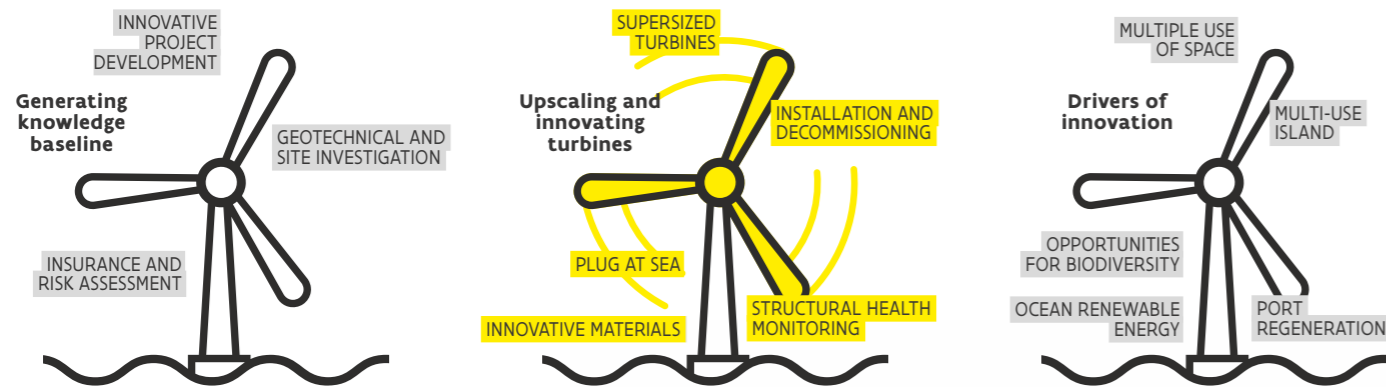 INNOVATIVE
PROJECT
DEVELOPMENT
Generating
knowledge
baseline
GEOTECHNICAL AND
SITE INVESTIGATION
INSURANCE AND
RISK ASSESSMENT
SUPERSIZED
TURBINES
Upscaling and
innovating
turbines
INSTALLATION AND
DECOMMISSIONING
PLUG AT SEA
INNOVATIVE MATERIALS
STRUCTURAL HEALTH
MONITORING
MULTIPLE USE
OF SPACE
Drivers of
innovation
MULTI-USE
ISLAND
OPPORTUNITIES
FOR BIODIVERSITY
OCEAN RENEWABLE
ENERGY
PORT
REGENERATION